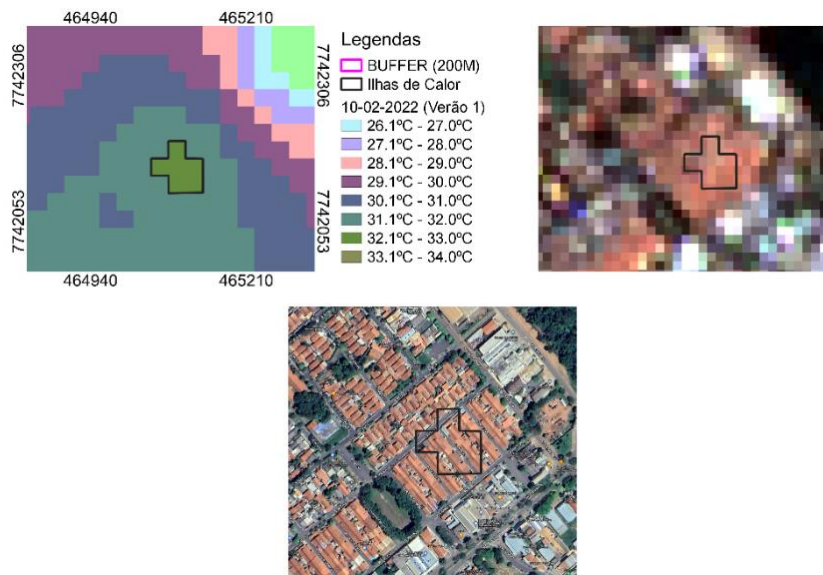 464940
465210
7742306
7742306
7742053
7742053
464940
465210
Legendas
BUFFER (200M)
Ilhas de Calor
10-02-2022 (Verão 1)
26.1ºC - 27.0ºC
27.1ºC - 28.0ºC
28.1ºC - 29.0ºC
29.1ºC - 30.0ºC
30.1ºC - 31.0ºC
31.1ºC - 32.0ºC
32.1ºC - 33.0ºC
33.1ºC - 34.0ºC